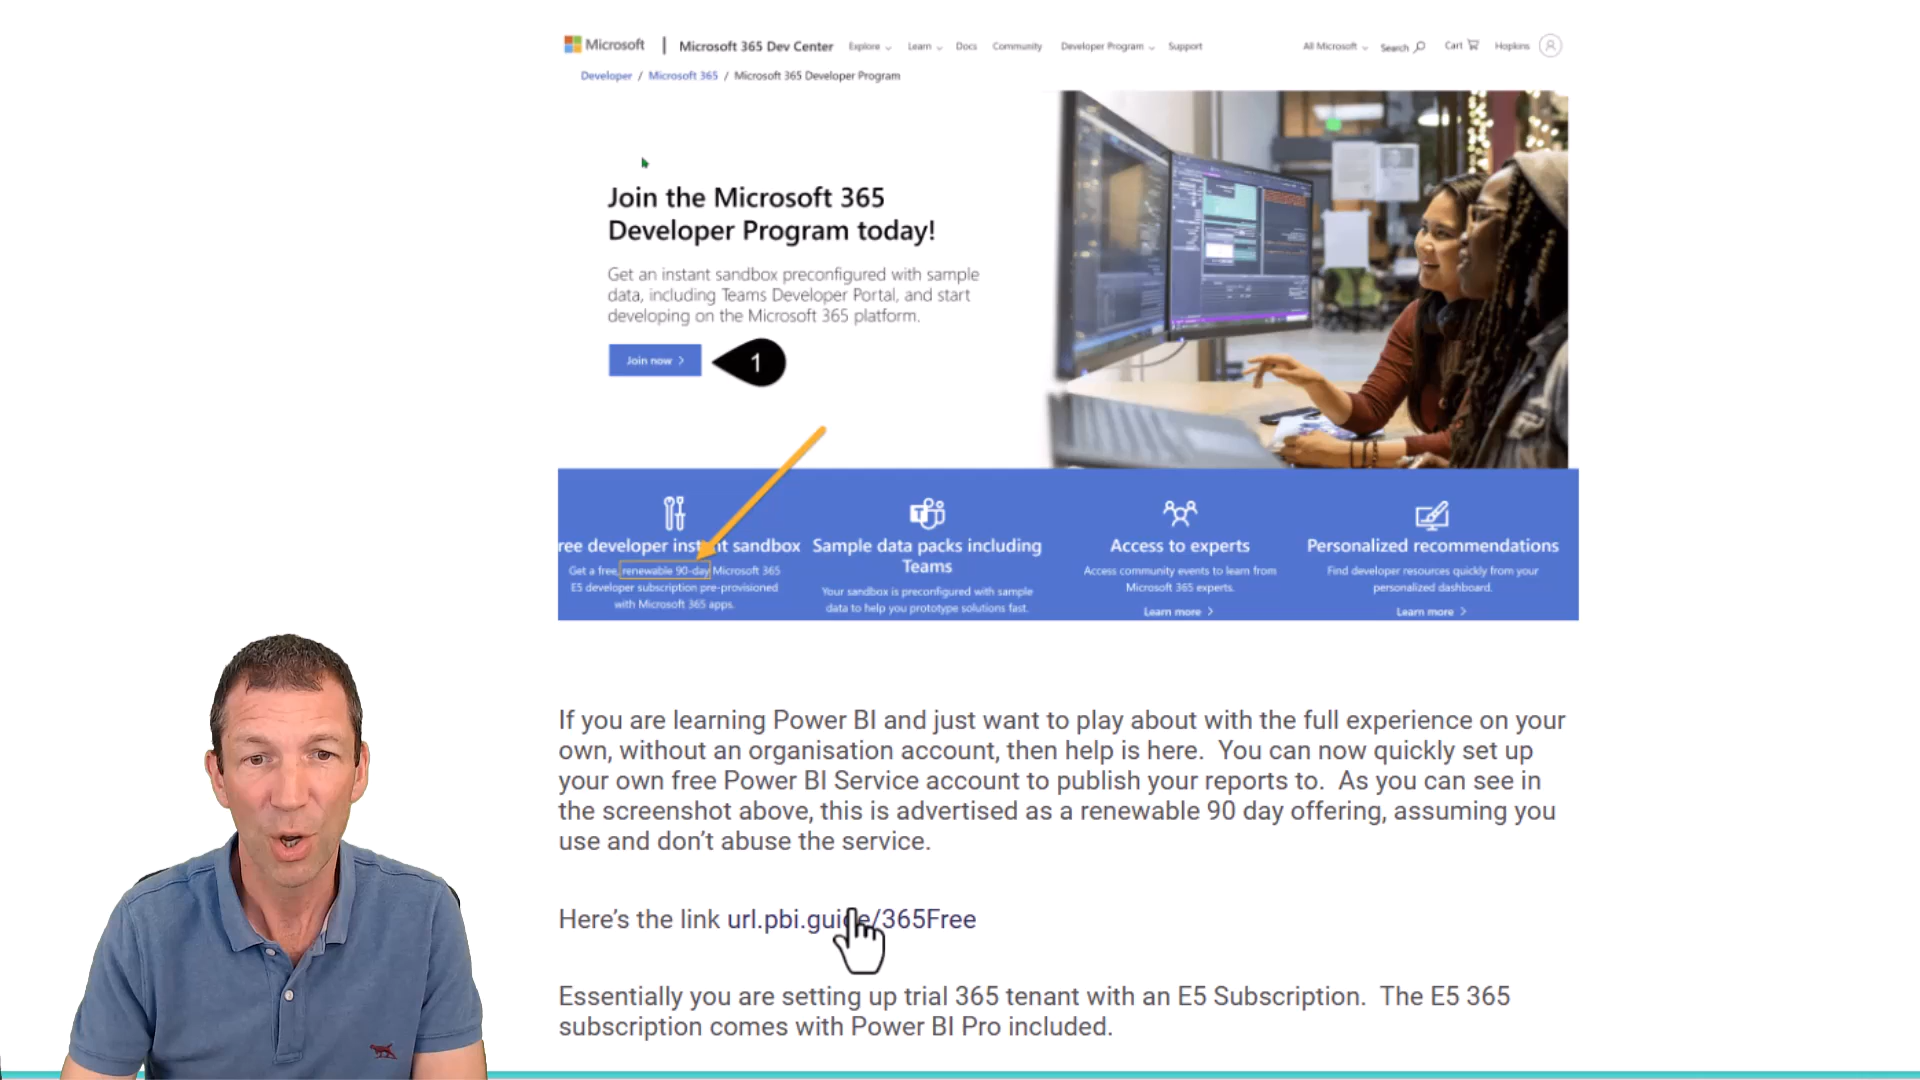 Microsoft | Microsoft 365 Dev Center Explore Learn Docs Community Developer Program Support All Microsoft Search Cart Hopkins
Developer / Microsoft 365 / Microsoft 365 Developer Program
Join the Microsoft 365
Developer Program today!
Get an instant sandbox preconfigured with sample
data, including Teams Developer Portal, and start
developing on the Microsoft 365 platform.
Join now >
1
ree developer instant sandbox
Get a free, renewable 90-day Microsoft 365
E5 developer subscription pre-provisioned
with Microsoft 365 apps.
Sample data packs including
Teams
Your sandbox is preconfigured with sample
data to help you prototype solutions fast.
Access to experts
Access community events to learn from
Microsoft 365 experts.
Learn more >
Personalized recommendations
Find developer resources quickly from your
personalized dashboard.
Learn more >
If you are learning Power BI and just want to play about with the full experience on your
own, without an organisation account, then help is here. You can now quickly set up
your own free Power BI Service account to publish your reports to. As you can see in
the screenshot above, this is advertised as a renewable 90 day offering, assuming you
use and don't abuse the service.
Here's the link url.pbi.guide/365Free
Essentially you are setting up trial 365 tenant with an E5 Subscription. The E5 365
subscription comes with Power BI Pro included.